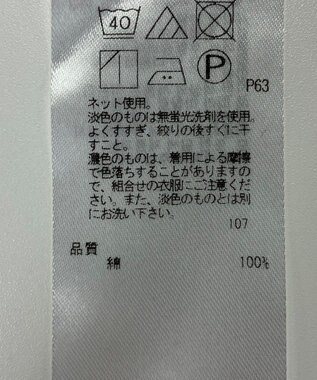 40
P
P63
ネット使用。
淡色のものは無蛍光洗剤を使用。
よくすすぎ、絞りの後すぐに干
すこと。
濃色のものは、着用による摩擦
で色落ちすることがありますの
で、組合せの衣服にご注意くだ
さい。また、淡色のものとは別
にお洗い下さい。
107
品質
綿 100%